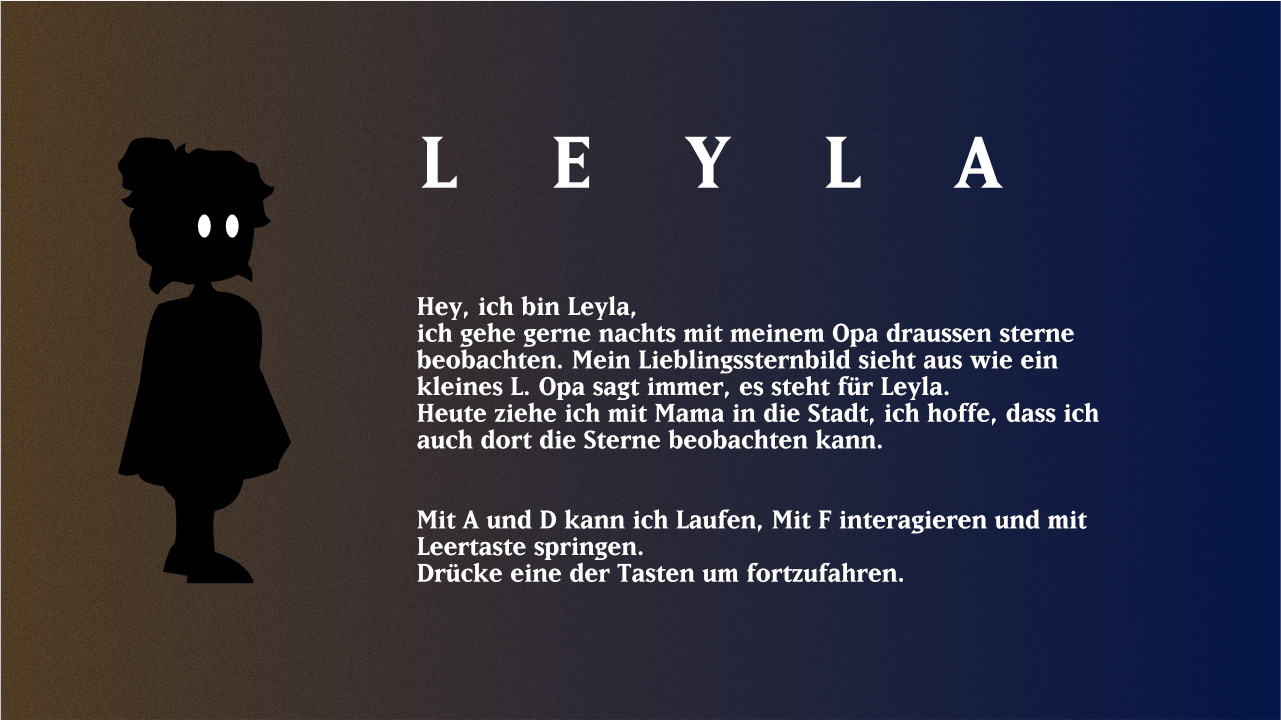 L E Y L A
Hey, ich bin Leyla,
ich gehe gerne nachts mit meinem Opa draussen sterne
beobachten. Mein Lieblingssternbild sieht aus wie ein
kleines L. Opa sagt immer, es steht für Leyla.
Heute ziehe ich mit Mama in die Stadt, ich hoffe, dass ich
auch dort die Sterne beobachten kann.
Mit A und D kann ich Laufen, Mit F interagieren und mit
Leertaste springen.
Drücke eine der Tasten um fortzufahren.